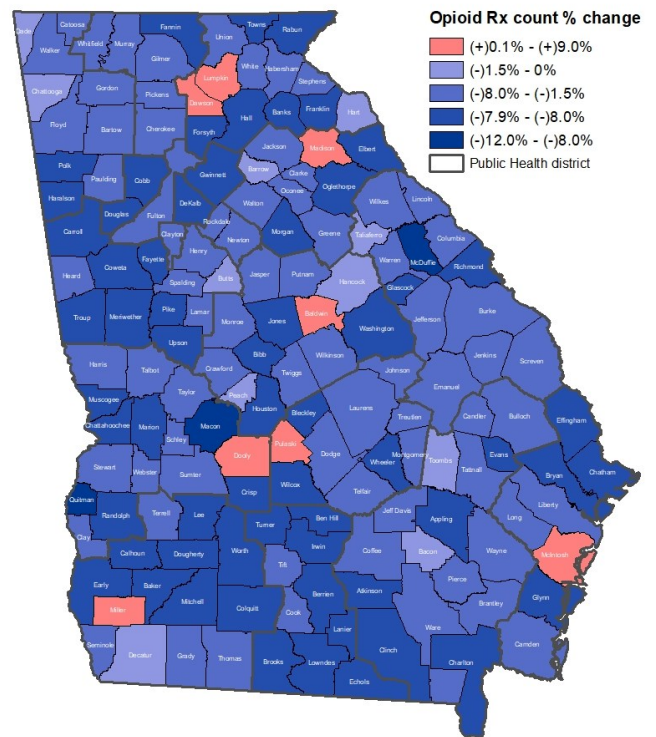 Opioid Rx count % change
(+)0.1% - (+)9.0%
(-)1.5% - 0%
(-)8.0% - (-)1.5%
(-)7.9% - (-)8.0%
(-)12.0% - (-)8.0%
Public Health district
Dade
Catoosa
Fannin
Towns
Rabun
Walker
Whitfield
Murray
Union
Gilmer
White
Habersham
Lumpkin
Stephens
Chattooga
Gordon
Pickens
Dawson
Banks
Franklin
Hart
Floyd
Bartow
Cherokee
Forsyth
Hall
Jackson
Madison
Elbert
Polk
Paulding
Cobb
Gwinnett
Barrow
Clarke
Oglethorpe
Haralson
Douglas
Fulton
DeKalb
Walton
Oconee
Wilkes
Lincoln
Carroll
Clayton
Rockdale
Newton
Morgan
Greene
Taliaferro
Columbia
Heard
Coweta
Fayette
Henry
Warren
McDuffie
Richmond
Spalding
Butts
Jasper
Putnam
Hancock
Glascock
Troup
Meriwether
Pike
Lamar
Monroe
Jones
Baldwin
Washington
Jefferson
Burke
Upson
Bibb
Wilkinson
Harris
Talbot
Crawford
Twiggs
Johnson
Jenkins
Screven
Taylor
Peach
Houston
Bleckley
Laurens
Emanuel
Muscogee
Chattahoochee
Marion
Macon
Treutlen
Candler
Bulloch
Effingham
Schley
Dooly
Pulaski
Dodge
Wheeler
Montgomery
Toombs
Tattnall
Evans
Bryan
Chatham
Stewart
Webster
Sumter
Crisp
Wilcox
Telfair
Quitman
Randolph
Terrell
Lee
Turner
Ben Hill
Jeff Davis
Appling
Long
Liberty
Clay
Calhoun
Dougherty
Worth
Irwin
Coffee
Bacon
Wayne
McIntosh
Early
Baker
Mitchell
Tift
Colquitt
Berrien
Atkinson
Pierce
Brantley
Glynn
Miller
Cook
Lanier
Ware
Seminole
Decatur
Grady
Thomas
Brooks
Lowndes
Clinch
Echols
Charlton
Camden